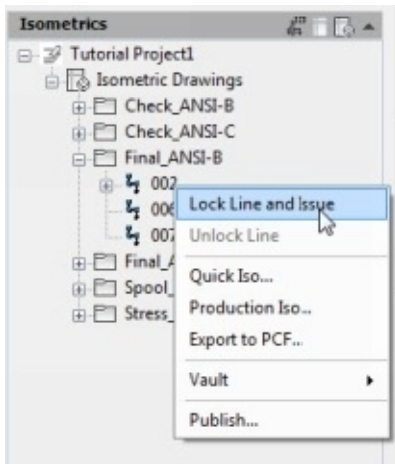 Isometrics
Tutorial Project1
Isometric Drawings
Check_ANSI-B
Check_ANSI-C
Final_ANSI-B
002
006
007
Final_A
Spool_
Stress_
Lock Line and Issue
Unlock Line
Quick Iso...
Production Iso...
Export to PCF...
Vault
Publish...